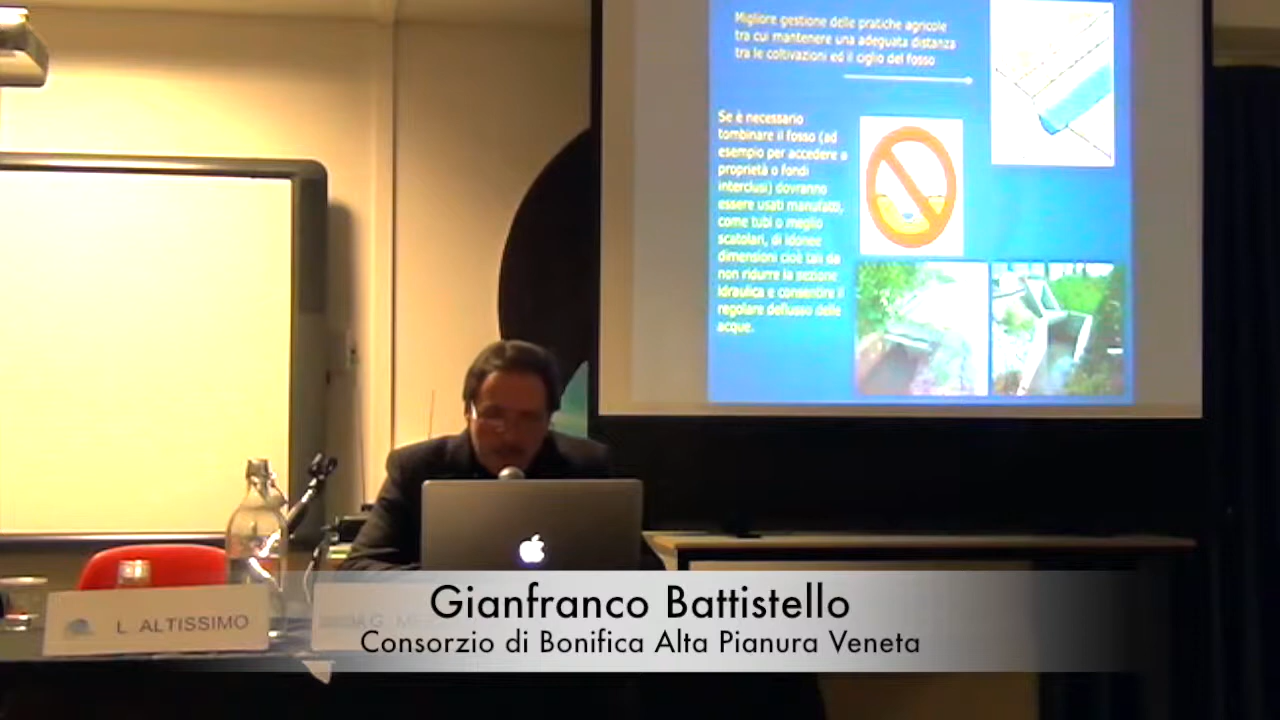 Migliore gestione delle pratiche agricole
tra cui mantenere una adeguata distanza
tra le coltivazioni ed il ciglio del fosso
Se è necessario
tombinare il fosso (ad
esempio per accedere a
proprietà o fondi
interclusi) dovranno
essere usati manufatti,
come tubi o meglio
scatolari, di idonee
dimensioni cioè tali da
non ridurre la sezione
idraulica e consentire il
regolare deflusso delle
acque.
L. ALTISSIMO
Gianfranco Battistello
Consorzio di Bonifica Alta Pianura Veneta